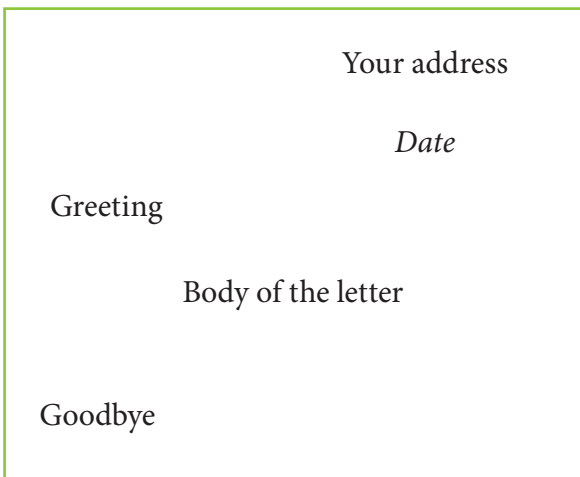 Your address
Date
Greeting
Body of the letter
Goodbye